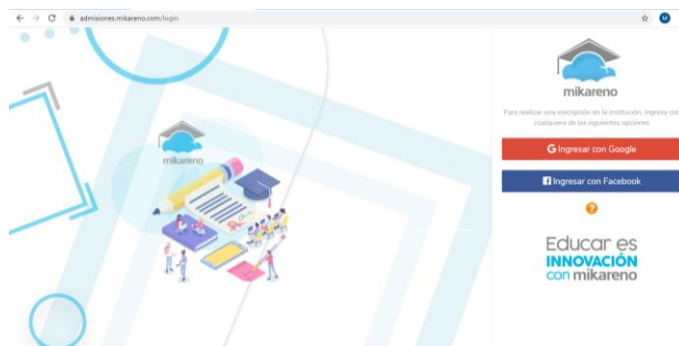 admisiones.mikareno.com/login
M
mikareno
mikareno
Para realizar una inscripción en la institución, ingresa con
cualquiera de las siguientes opciones
G Ingresar con Google
f Ingresar con Facebook
?
Educar es
INNOVACIÓN
con mikareno